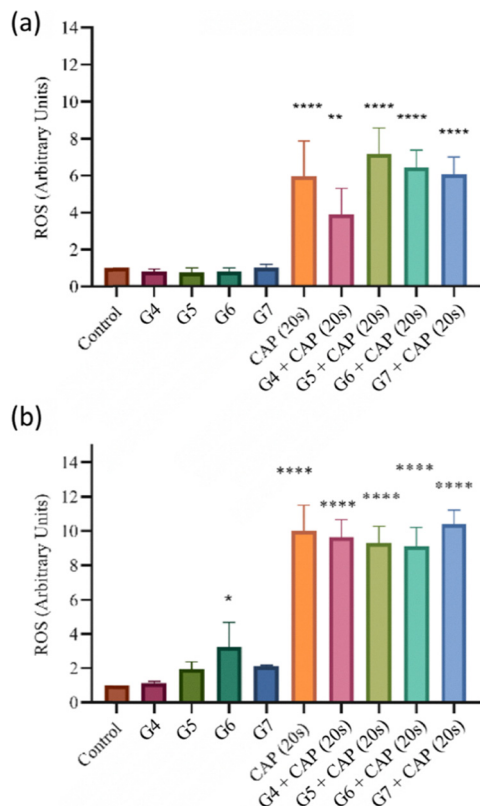 (a)
ROS (Arbitrary Units)
14
12
10
8
6
4
2
0
**** ** **** **** ****
Control G4 G5 G6 G7 CAP (20s) G4 + CAP (20s) G5 + CAP (20s) G6 + CAP (20s) G7 + CAP (20s)
(b)
ROS (Arbitrary Units)
14
12
10
8
6
4
2
0
* **** **** **** **** ****
Control G4 G5 G6 G7 CAP (20s) G4 + CAP (20s) G5 + CAP (20s) G6 + CAP (20s) G7 + CAP (20s)